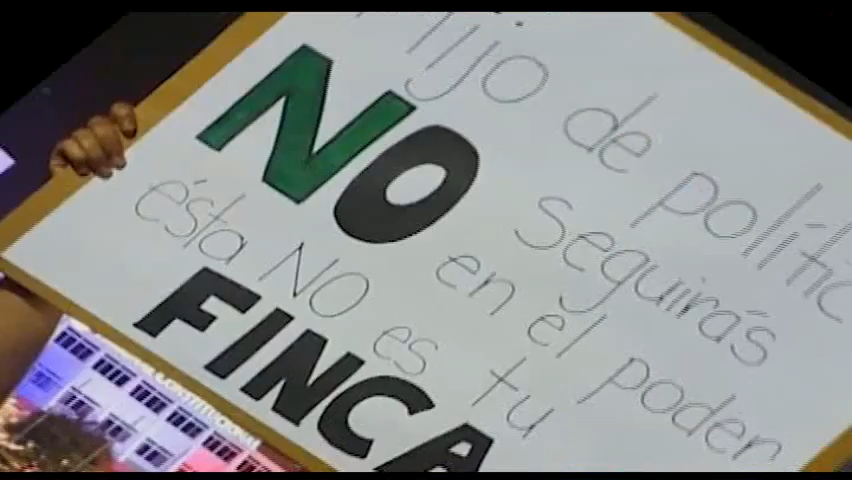 Hijo de polític
NO seguirás
en el poder
ésta NO es tu
FINCA